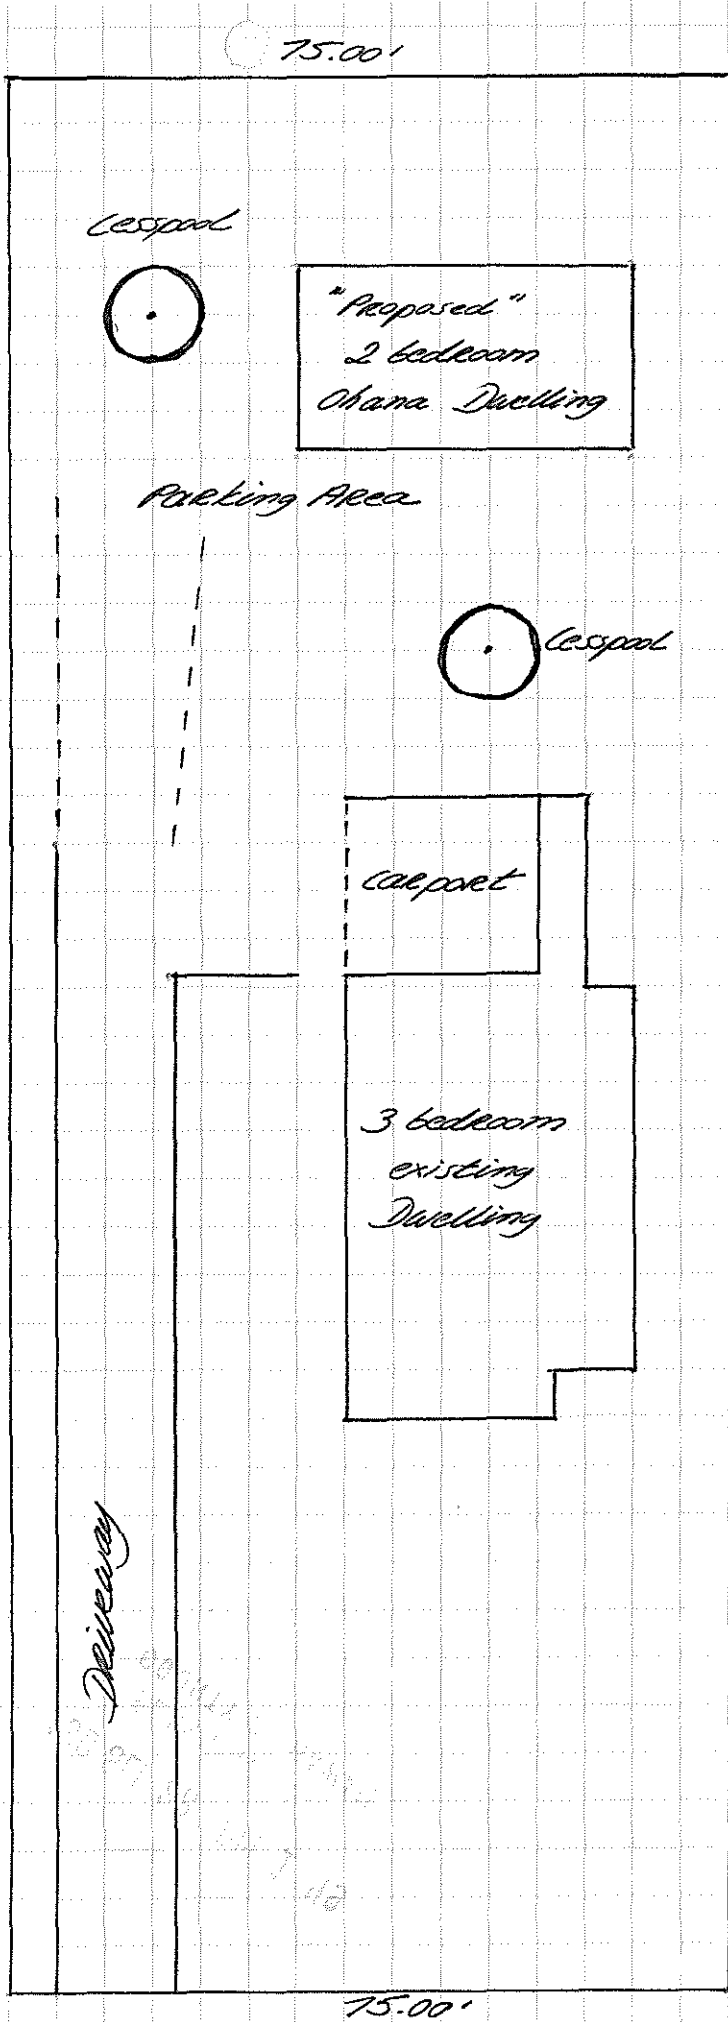 75.00'
Cesspool
"Proposed"
2 bedroom
Ohana Dwelling
Parking Area
Cesspool
Carport
3 bedroom
existing
Dwelling
Driveway
75.00'